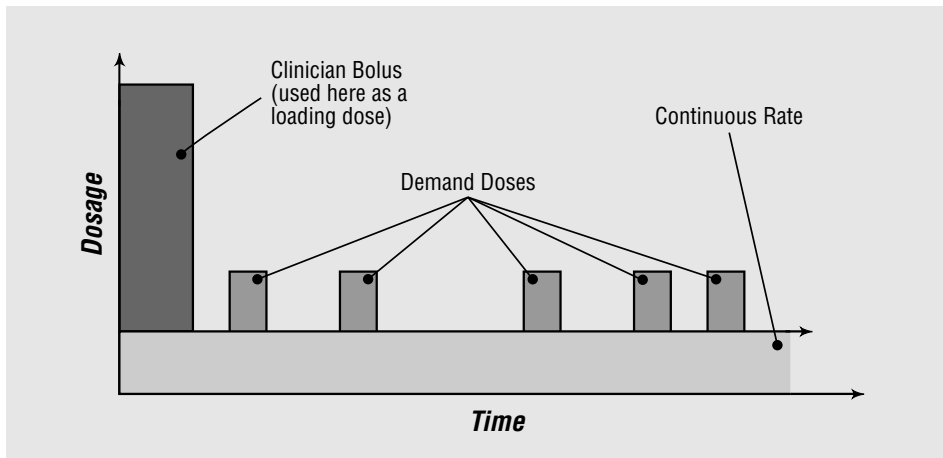 Clinician Bolus
(used here as a
loading dose)
Continuous Rate
Demand Doses
Dosage
Time